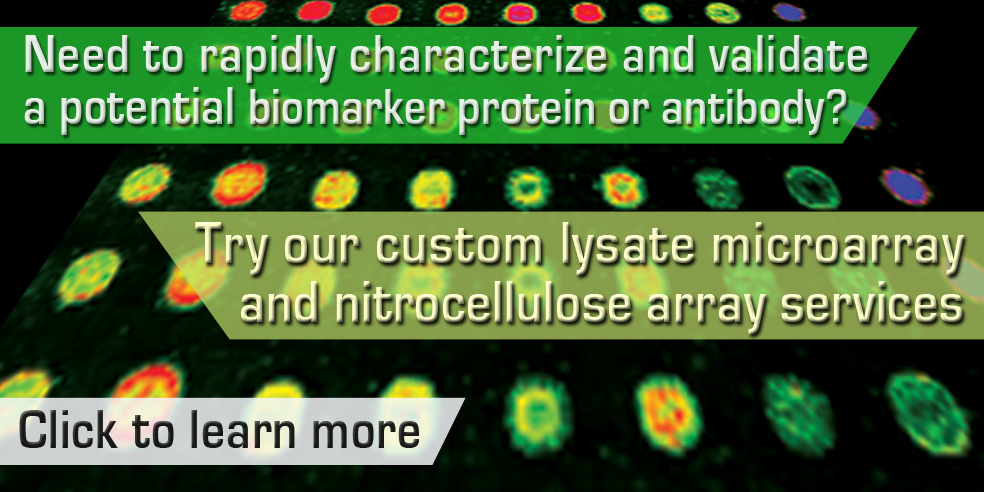 Need to rapidly characterize and validate
a potential biomarker protein or antibody?
Try our custom lysate microarray
and nitrocellulose array services
Click to learn more